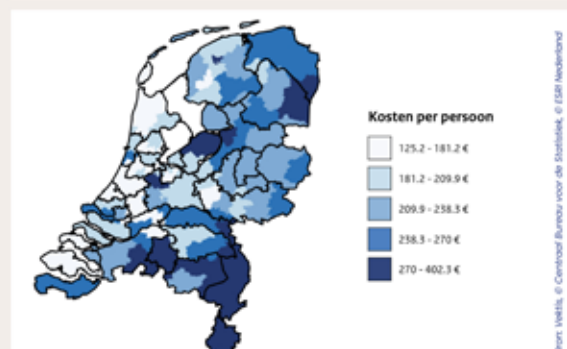 Kosten per persoon
125.2 - 181.2 €
181.2 - 209.9 €
209.9 - 238.3 €
238.3 - 270 €
270 - 402.3 €
Bron: Vektis, © Centraal Bureau voor de Statistiek, © ESRI Nederland